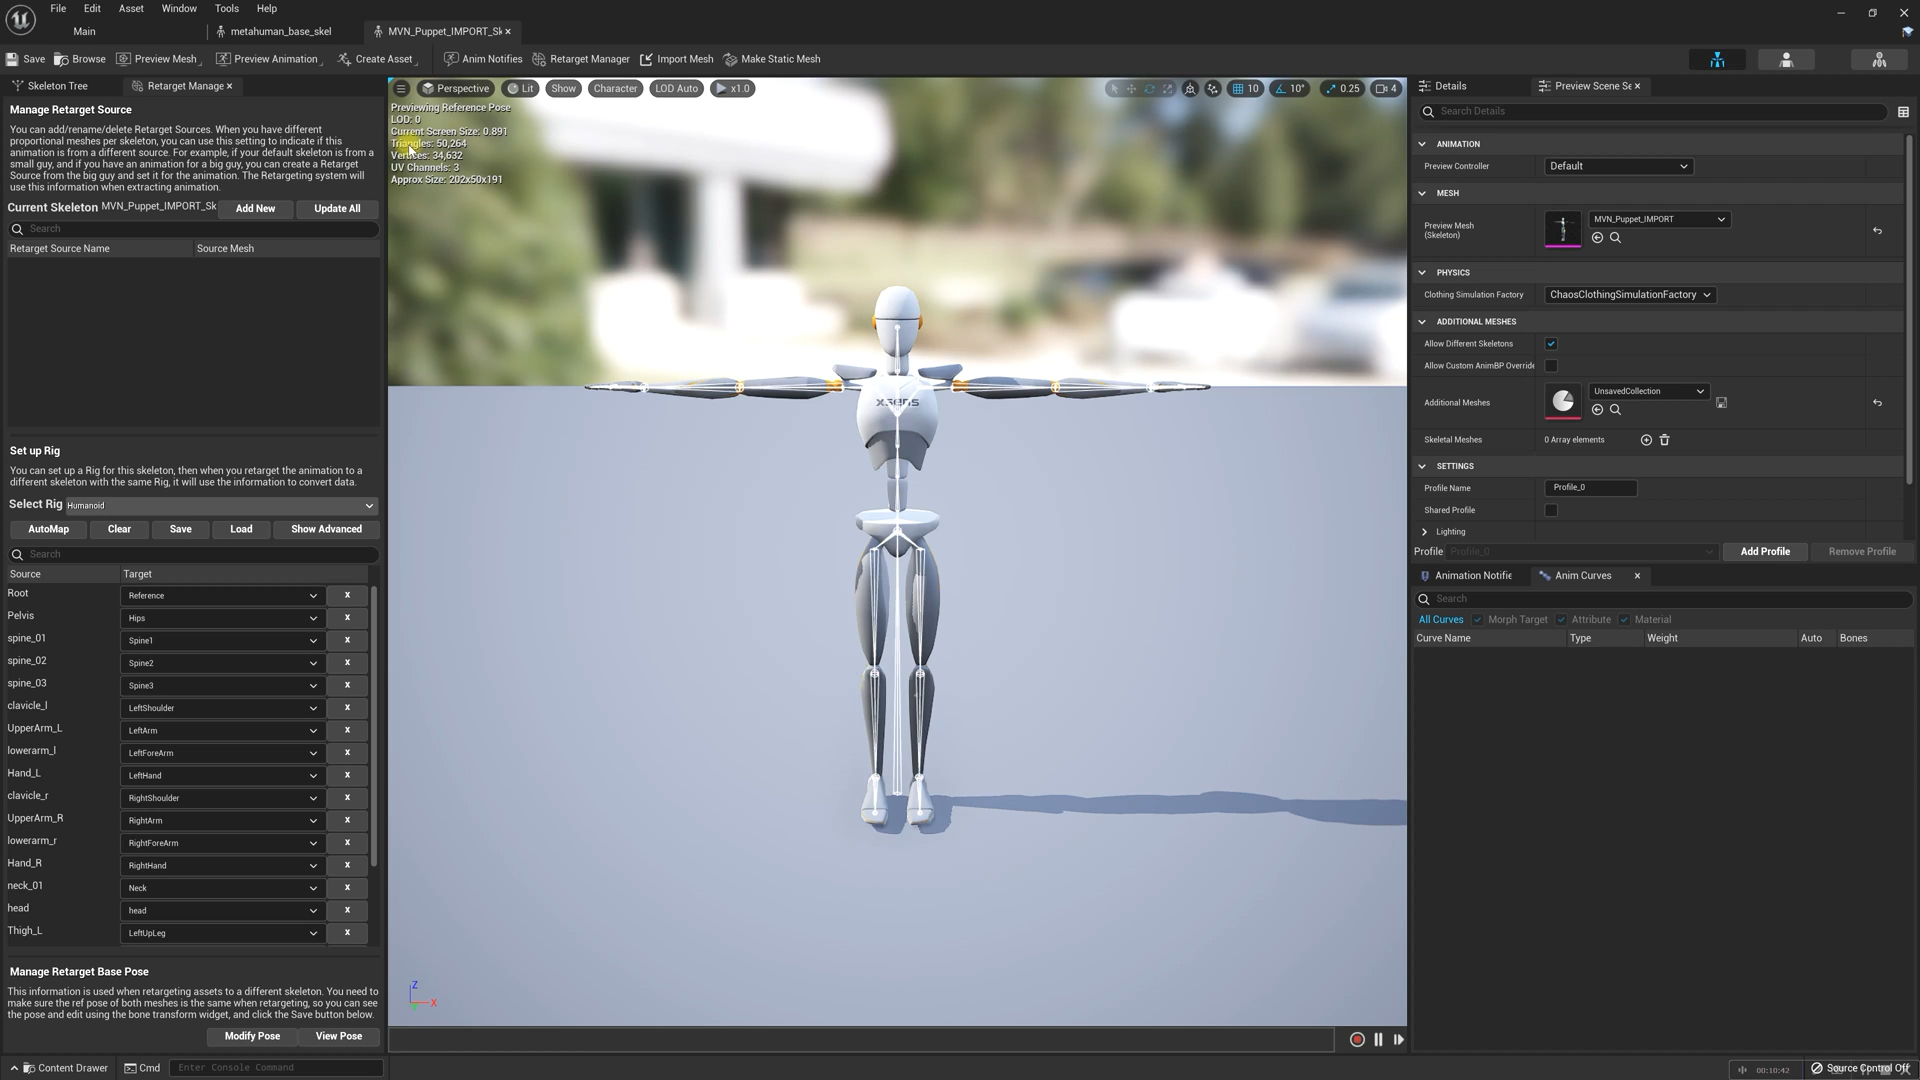 File Edit Asset Window Tools Help
Main metahuman_base_skel MVN_Puppet_IMPORT_Sk
Save Browse Preview Mesh Preview Animation Create Asset Anim Notifies Retarget Manager Import Mesh Make Static Mesh
Skeleton Tree Retarget Manage
Manage Retarget Source
You can add/rename/delete Retarget Sources. When you have different
proportional meshes per skeleton, you can use this setting to indicate if this
animation is from a different source. For example, if your default skeleton is from a
small guy, and if you have an animation for a big guy, you can create a Retarget
Source from the big guy and set it for the animation. The Retargeting system will
use this information when extracting animation.
Current Skeleton MVN_Puppet_IMPORT_Sk Add New Update All
Search
Retarget Source Name Source Mesh
Set up Rig
You can set up a Rig for this skeleton, then when you retarget the animation to a
different skeleton with the same Rig, it will use the information to convert data.
Select Rig Humanoid
AutoMap Clear Save Load Show Advanced
Search
Source Target
Root Reference x
Pelvis Hips x
spine_01 Spine1 x
spine_02 Spine2 x
spine_03 Spine3 x
clavicle_l LeftShoulder x
UpperArm_L LeftArm x
lowerarm_l LeftForeArm x
Hand_L LeftHand x
clavicle_r RightShoulder x
UpperArm_R RightArm x
lowerarm_r RightForeArm x
Hand_R RightHand x
neck_01 Neck x
head head x
Thigh_L LeftUpLeg x
Manage Retarget Base Pose
This information is used when retargeting assets to a different skeleton. You need to
make sure the ref pose of both meshes is the same when retargeting, so you can see
the pose and edit using the bone transform widget, and click the Save button below.
Modify Pose View Pose
Perspective Lit Show Character LOD Auto x1.0 10 10° 0.25 4
Previewing Reference Pose
LOD: 0
Current Screen Size: 0.891
Triangles: 50,264
Vertices: 34,632
UV Channels: 3
Approx Size: 202x50x191
xsens
Z
X
Details Preview Scene Se
Search Details
ANIMATION
Preview Controller Default
MESH
Preview Mesh
(Skeleton)
MVN_Puppet_IMPORT
PHYSICS
Clothing Simulation Factory ChaosClothingSimulationFactory
ADDITIONAL MESHES
Allow Different Skeletons
Allow Custom AnimBP Override
Additional Meshes UnsavedCollection
Skeletal Meshes 0 Array elements
SETTINGS
Profile Name Profile_0
Shared Profile
Lighting
Profile Profile_0 Add Profile Remove Profile
Animation Notifie Anim Curves
Search
All Curves Morph Target Attribute Material
Curve Name Type Weight Auto Bones
Content Drawer Cmd Enter Console Command 00:10:42 Source Control Off